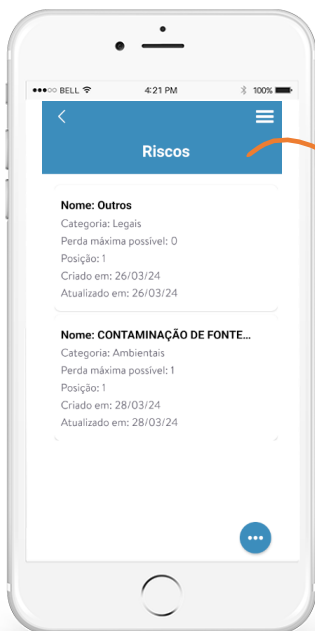 BELL 4:21 PM 100%
Riscos
Nome: Outros
Categoria: Legais
Perda máxima possível: 0
Posição: 1
Criado em: 26/03/24
Atualizado em: 26/03/24
Nome: CONTAMINAÇÃO DE FONTE...
Categoria: Ambientais
Perda máxima possível: 1
Posição: 1
Criado em: 28/03/24
Atualizado em: 28/03/24